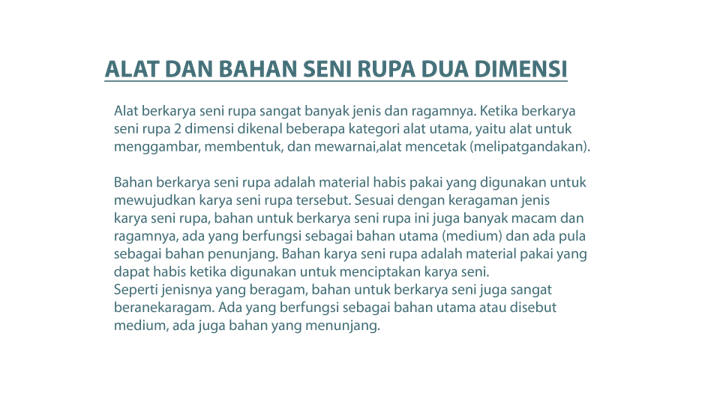 ALAT DAN BAHAN SENI RUPA DUA DIMENSI
Alat berkarya seni rupa sangat banyak jenis dan ragamnya. Ketika berkarya
seni rupa 2 dimensi dikenal beberapa kategori alat utama, yaitu alat untuk
menggambar, membentuk, dan mewarnai,alat mencetak (melipatgandakan).
Bahan berkarya seni rupa adalah material habis pakai yang digunakan untuk
mewujudkan karya seni rupa tersebut. Sesuai dengan keragaman jenis
karya seni rupa, bahan untuk berkarya seni rupa ini juga banyak macam dan
ragamnya, ada yang berfungsi sebagai bahan utama (medium) dan ada pula
sebagai bahan penunjang. Bahan karya seni rupa adalah material pakai yang
dapat habis ketika digunakan untuk menciptakan karya seni.
Seperti jenisnya yang beragam, bahan untuk berkarya seni juga sangat
beranekaragam. Ada yang berfungsi sebagai bahan utama atau disebut
medium, ada juga bahan yang menunjang.